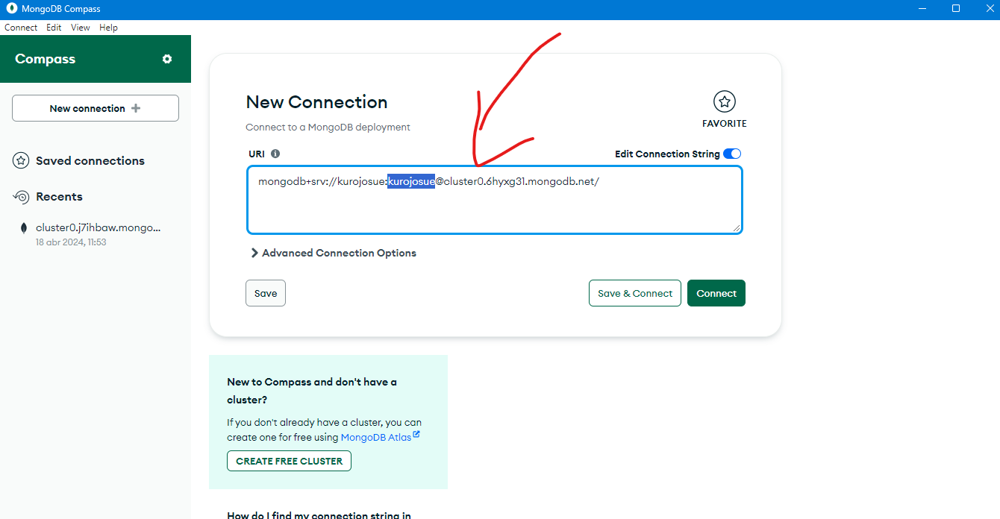 MongoDB Compass
Connect Edit View Help
Compass
New connection
Saved connections
Recents
cluster0.j7ihbaw.mongo...
18 abr 2024, 11:53
New Connection
Connect to a MongoDB deployment
FAVORITE
URI
Edit Connection String
mongodb+srv://kurojosue:kurojosue@cluster0.6hyxg31.mongodb.net/
Advanced Connection Options
Save
Save & Connect
Connect
New to Compass and don't have a
cluster?
If you don't already have a cluster, you can
create one for free using MongoDB Atlas
CREATE FREE CLUSTER
How do I find my connection string in